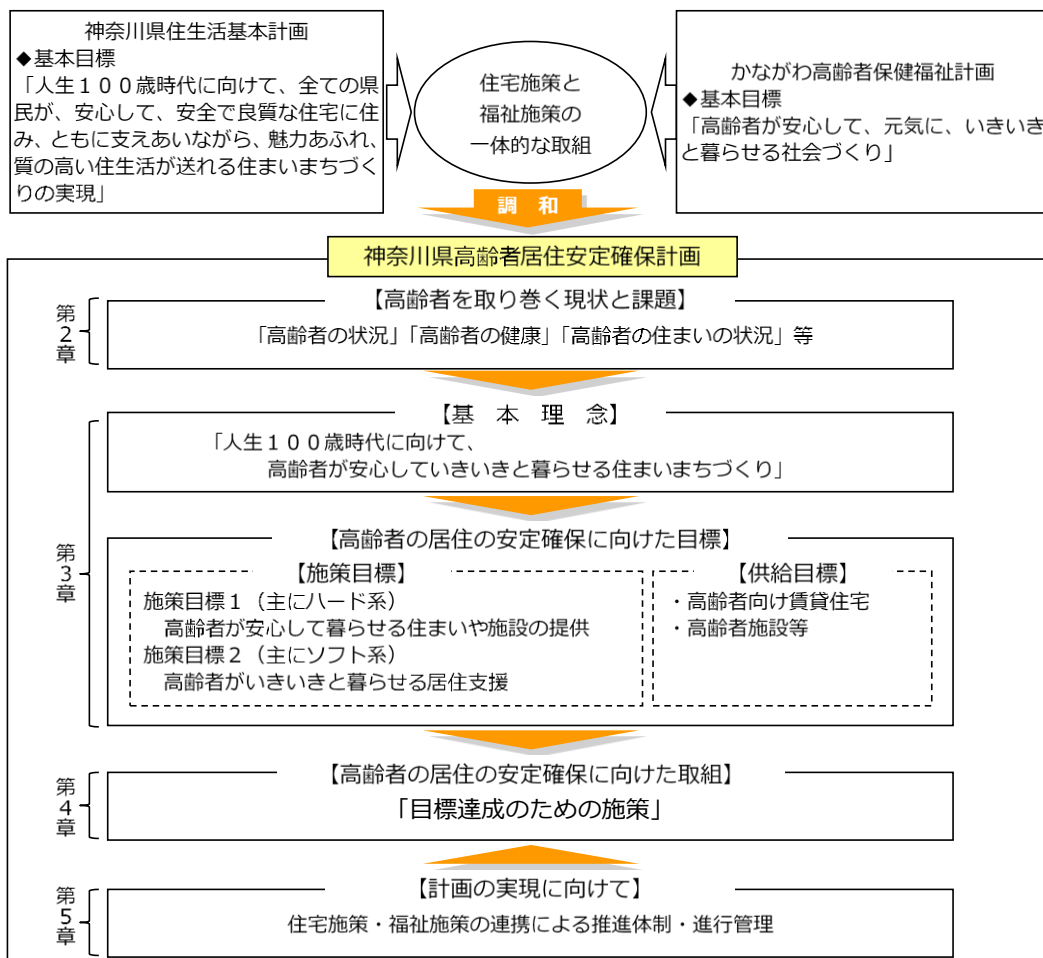 神奈川県住生活基本計画
◆基本目標
「人生１００歳時代に向けて、全ての県
民が、安心して、安全で良質な住宅に住
み、ともに支えあいながら、魅力あふれ、
質の高い住生活が送れる住まいまちづく
りの実現」
住宅施策と
福祉施策の
一体的な取組
かながわ高齢者保健福祉計画
◆基本目標
「高齢者が安心して、元気に、いきいき
と暮らせる社会づくり」
調　和
神奈川県高齢者居住安定確保計画
第２章
【高齢者を取り巻く現状と課題】
「高齢者の状況」「高齢者の健康」「高齢者の住まいの状況」等
第３章
【基　本　理　念】
「人生１００歳時代に向けて、
高齢者が安心していきいきと暮らせる住まいまちづくり」
【高齢者の居住の安定確保に向けた目標】
【施策目標】
施策目標１（主にハード系）
高齢者が安心して暮らせる住まいや施設の提供
施策目標２（主にソフト系）
高齢者がいきいきと暮らせる居住支援
【供給目標】
・高齢者向け賃貸住宅
・高齢者施設等
第４章
【高齢者の居住の安定確保に向けた取組】
「目標達成のための施策」
第５章
【計画の実現に向けて】
住宅施策・福祉施策の連携による推進体制・進行管理